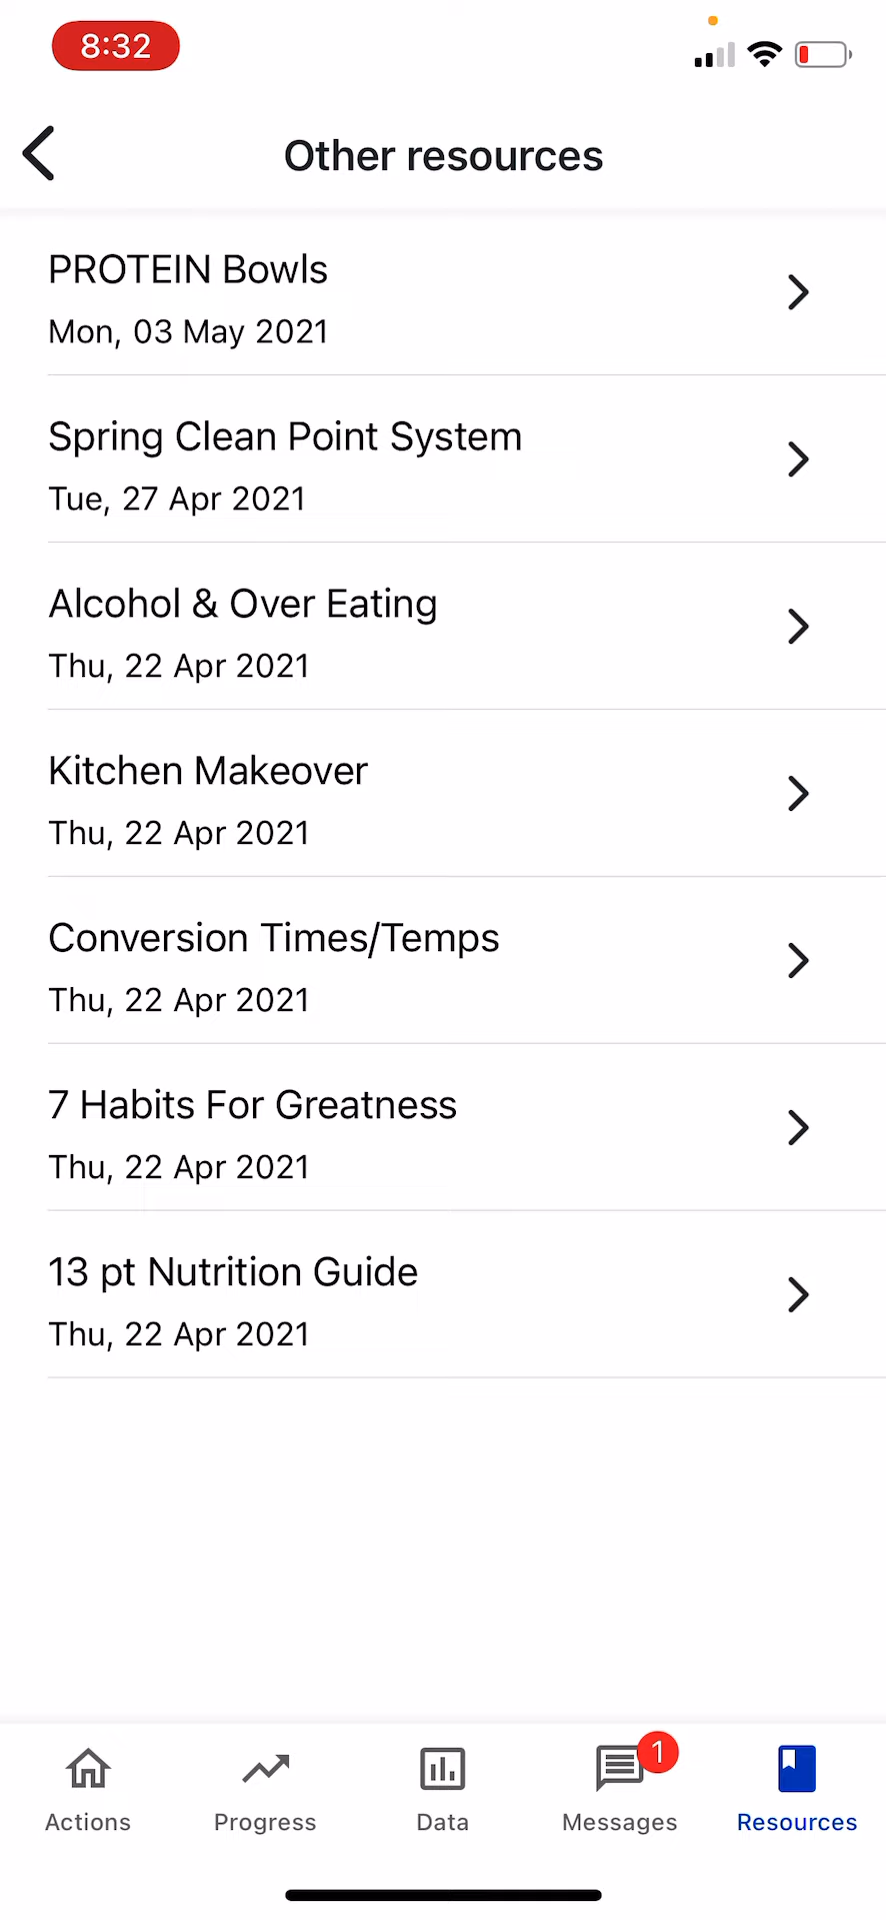 8:32
Other resources
PROTEIN Bowls
Mon, 03 May 2021
Spring Clean Point System
Tue, 27 Apr 2021
Alcohol & Over Eating
Thu, 22 Apr 2021
Kitchen Makeover
Thu, 22 Apr 2021
Conversion Times/Temps
Thu, 22 Apr 2021
7 Habits For Greatness
Thu, 22 Apr 2021
13 pt Nutrition Guide
Thu, 22 Apr 2021
1
Actions Progress Data Messages Resources